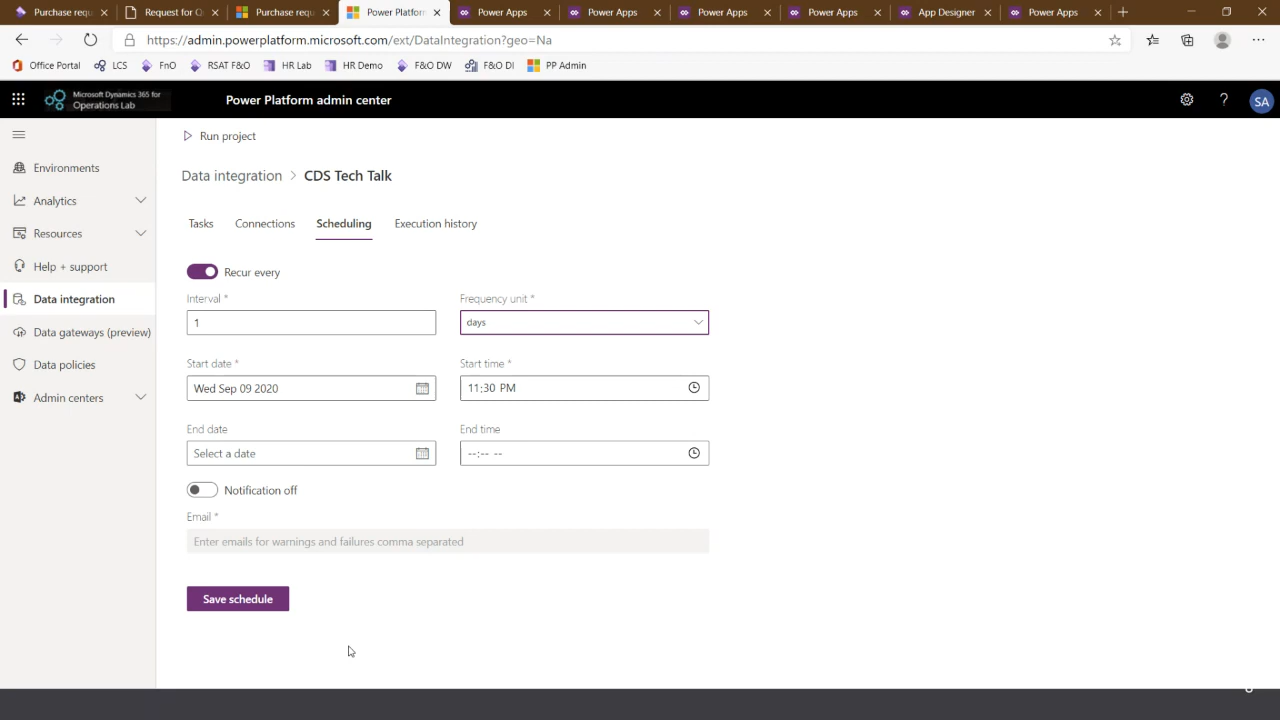 Purchase requ
Request for Qu
Purchase requ
Power Platform
Power Apps
Power Apps
Power Apps
Power Apps
App Designer
Power Apps
https://admin.powerplatform.microsoft.com/ext/DataIntegration?geo=Na
Office Portal LCS FnO RSAT F&O HR Lab HR Demo F&O DW F&O DI PP Admin
Microsoft Dynamics 365 for
Operations Lab
Power Platform admin center
? SA
Run project
Environments
Analytics
Resources
Help + support
Data integration
Data gateways (preview)
Data policies
Admin centers
Data integration > CDS Tech Talk
Tasks Connections Scheduling Execution history
Recur every
Interval * Frequency unit *
1 days
Start date * Start time *
Wed Sep 09 2020 11:30 PM
End date End time
Select a date --:-- --
Notification off
Email *
Enter emails for warnings and failures comma separated
Save schedule